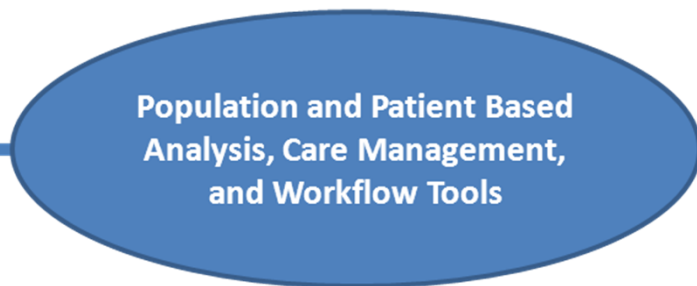 Population and Patient Based
Analysis, Care Management,
and Workflow Tools